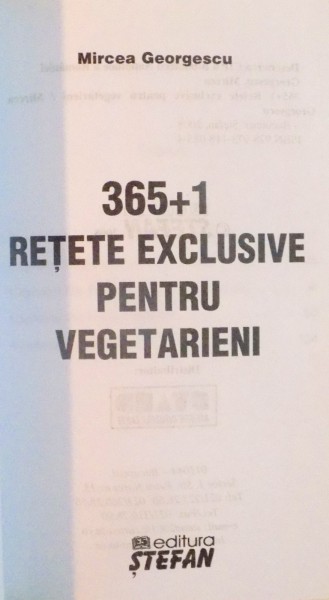 Mircea Georgescu
365+1
REȚETE EXCLUSIVE
PENTRU
VEGETARIENI
editura
ȘTEFAN